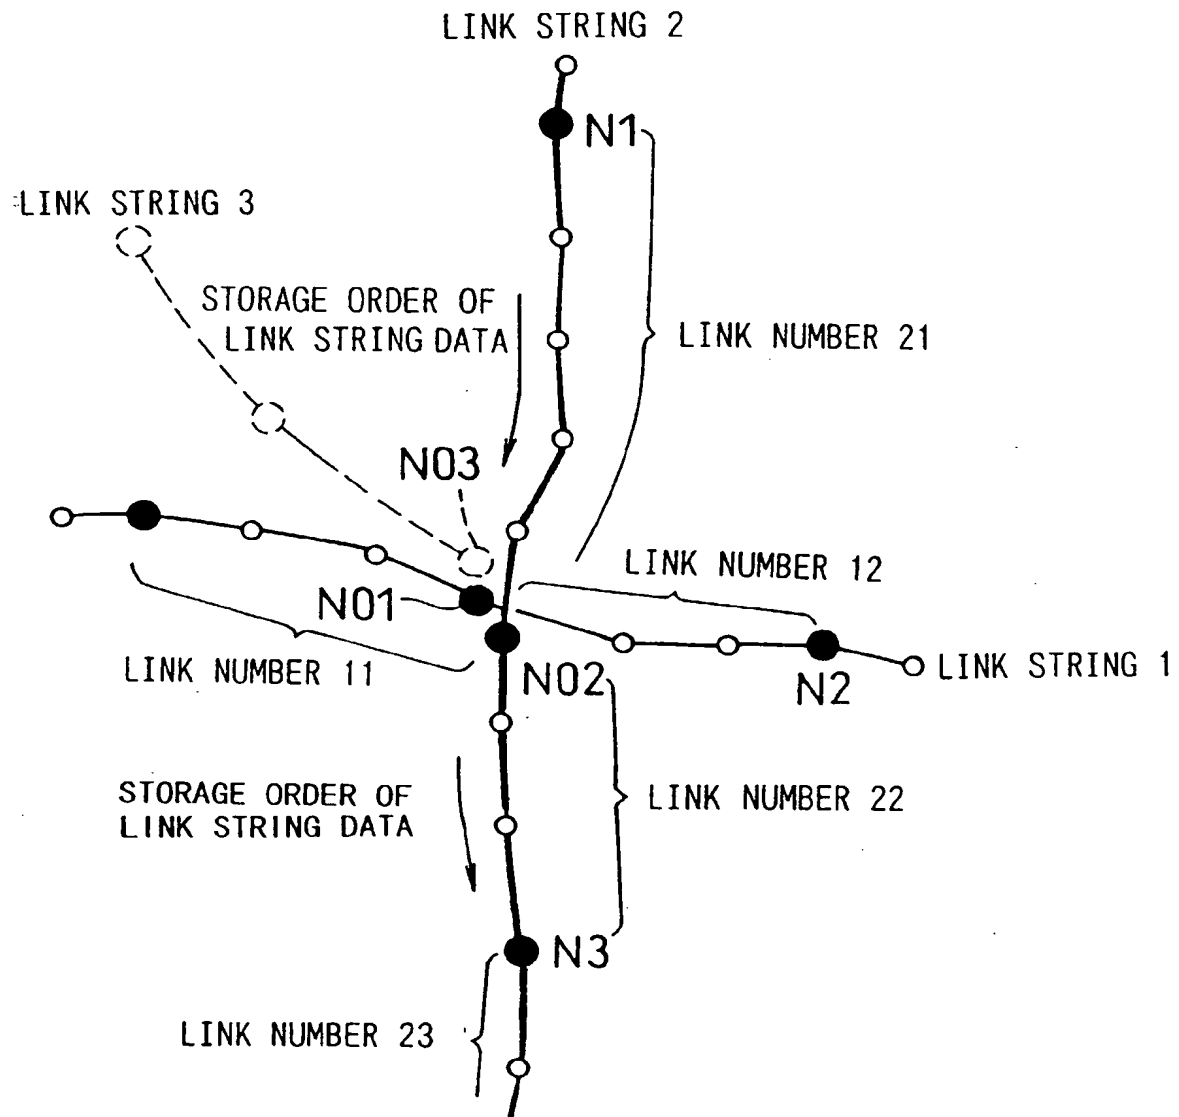 LINK STRING 2
N1
LINK STRING 3
STORAGE ORDER OF
LINK STRING DATA
LINK NUMBER 21
N03
LINK NUMBER 12
N01
LINK NUMBER 11
N02
N2
LINK STRING 1
STORAGE ORDER OF
LINK STRING DATA
LINK NUMBER 22
N3
LINK NUMBER 23